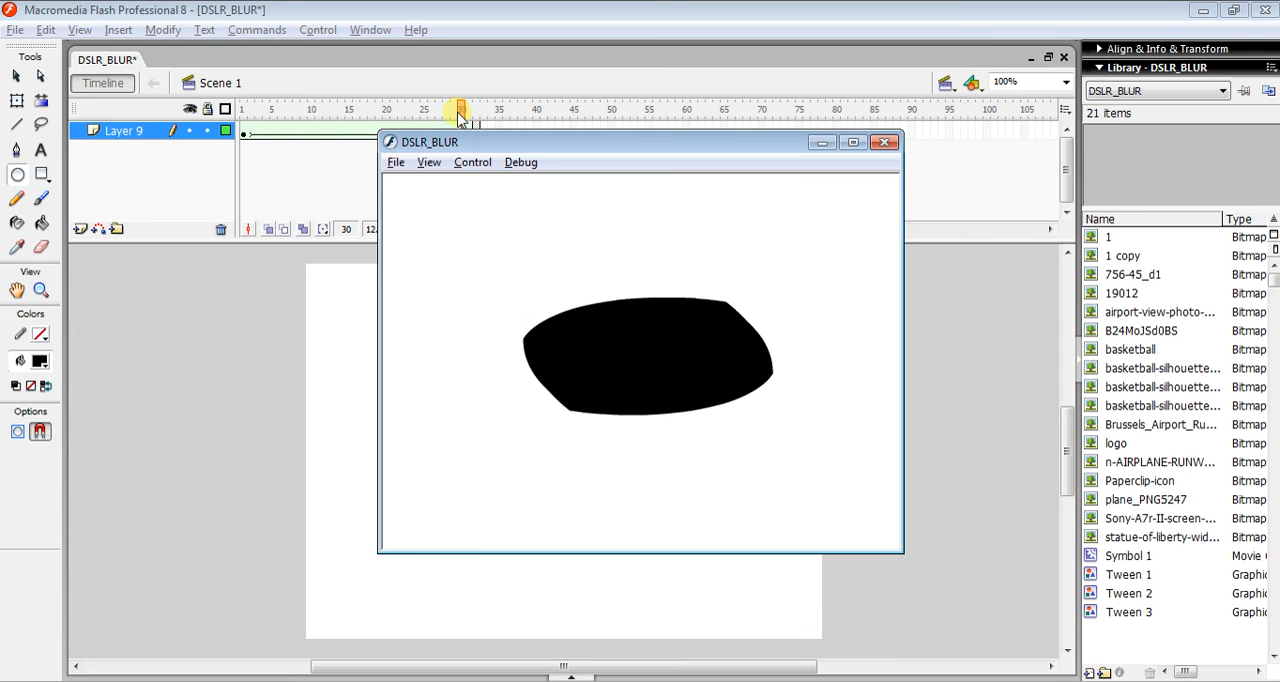 Macromedia Flash Professional 8 - [DSLR_BLUR*]
File Edit View Insert Modify Text Commands Control Window Help
Tools
DSLR_BLUR*
Timeline Scene 1 100%
1 5 10 15 20 25 35 40 45 50 55 60 65 70 75 80 85 90 95 100 105
Layer 9
30 12.
View
Colors
Options
DSLR_BLUR
File View Control Debug
Align & Info & Transform
Library - DSLR_BLUR
DSLR_BLUR
21 items
Name Type
1 Bitmap
1 copy Bitmap
756-45_d1 Bitmap
19012 Bitmap
airport-view-photo-... Bitmap
B24MoJSd0BS Bitmap
basketball Bitmap
basketball-silhouette... Bitmap
basketball-silhouette... Bitmap
basketball-silhouette... Bitmap
Brussels_Airport_Ru... Bitmap
logo Bitmap
n-AIRPLANE-RUNW... Bitmap
Paperclip-icon Bitmap
plane_PNG5247 Bitmap
Sony-A7r-II-screen-... Bitmap
statue-of-liberty-wid... Bitmap
Symbol 1 Movie C
Tween 1 Graphic
Tween 2 Graphic
Tween 3 Graphic